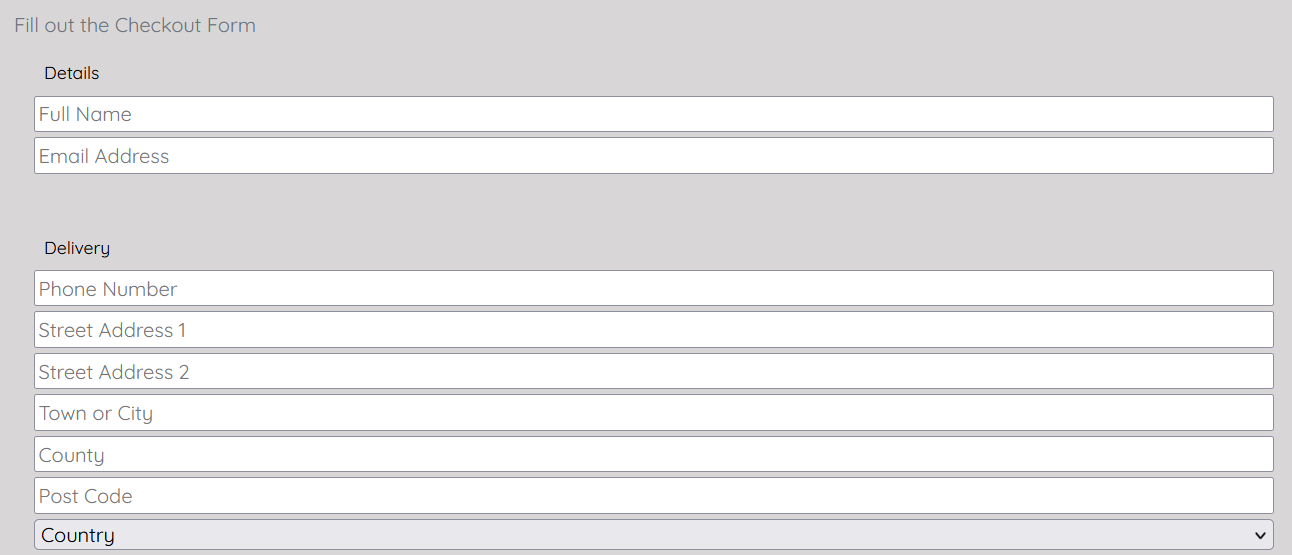 Fill out the Checkout Form
Details
Full Name
Email Address
Delivery
Phone Number
Street Address 1
Street Address 2
Town or City
County
Post Code
Country